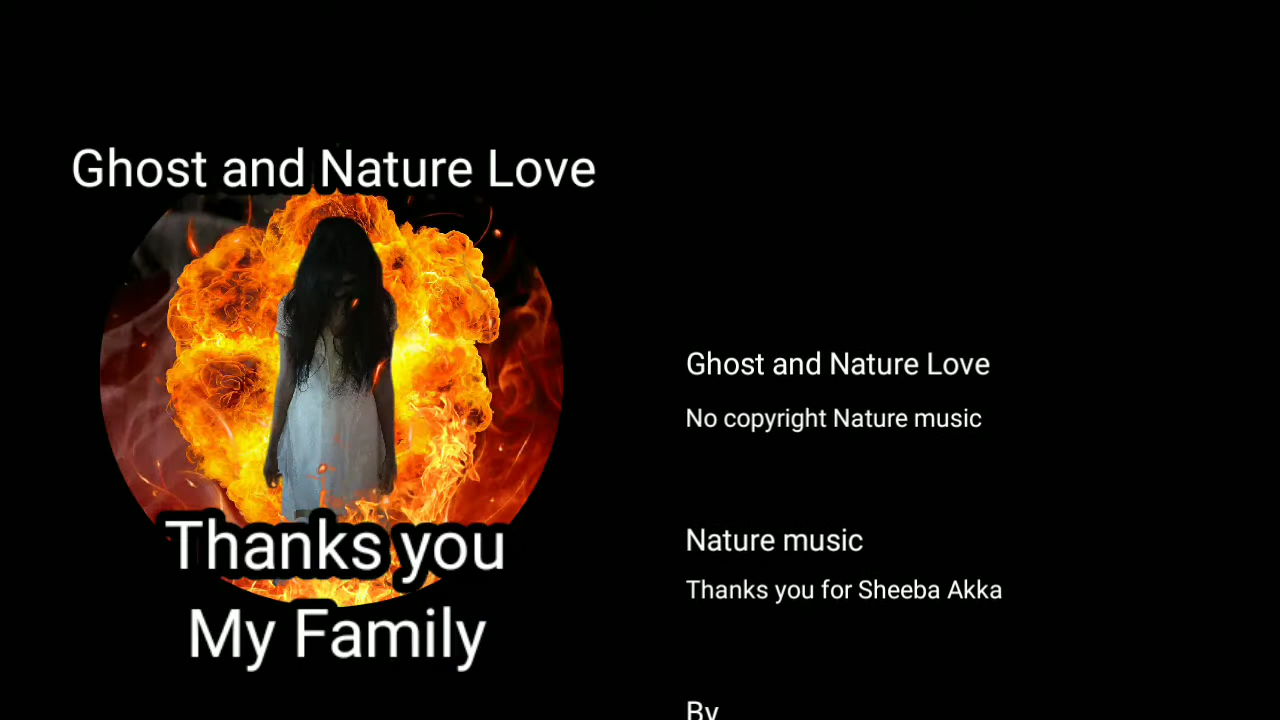 Ghost and Nature Love
Thanks you
My Family
Ghost and Nature Love
No copyright Nature music
Nature music
Thanks you for Sheeba Akka
By